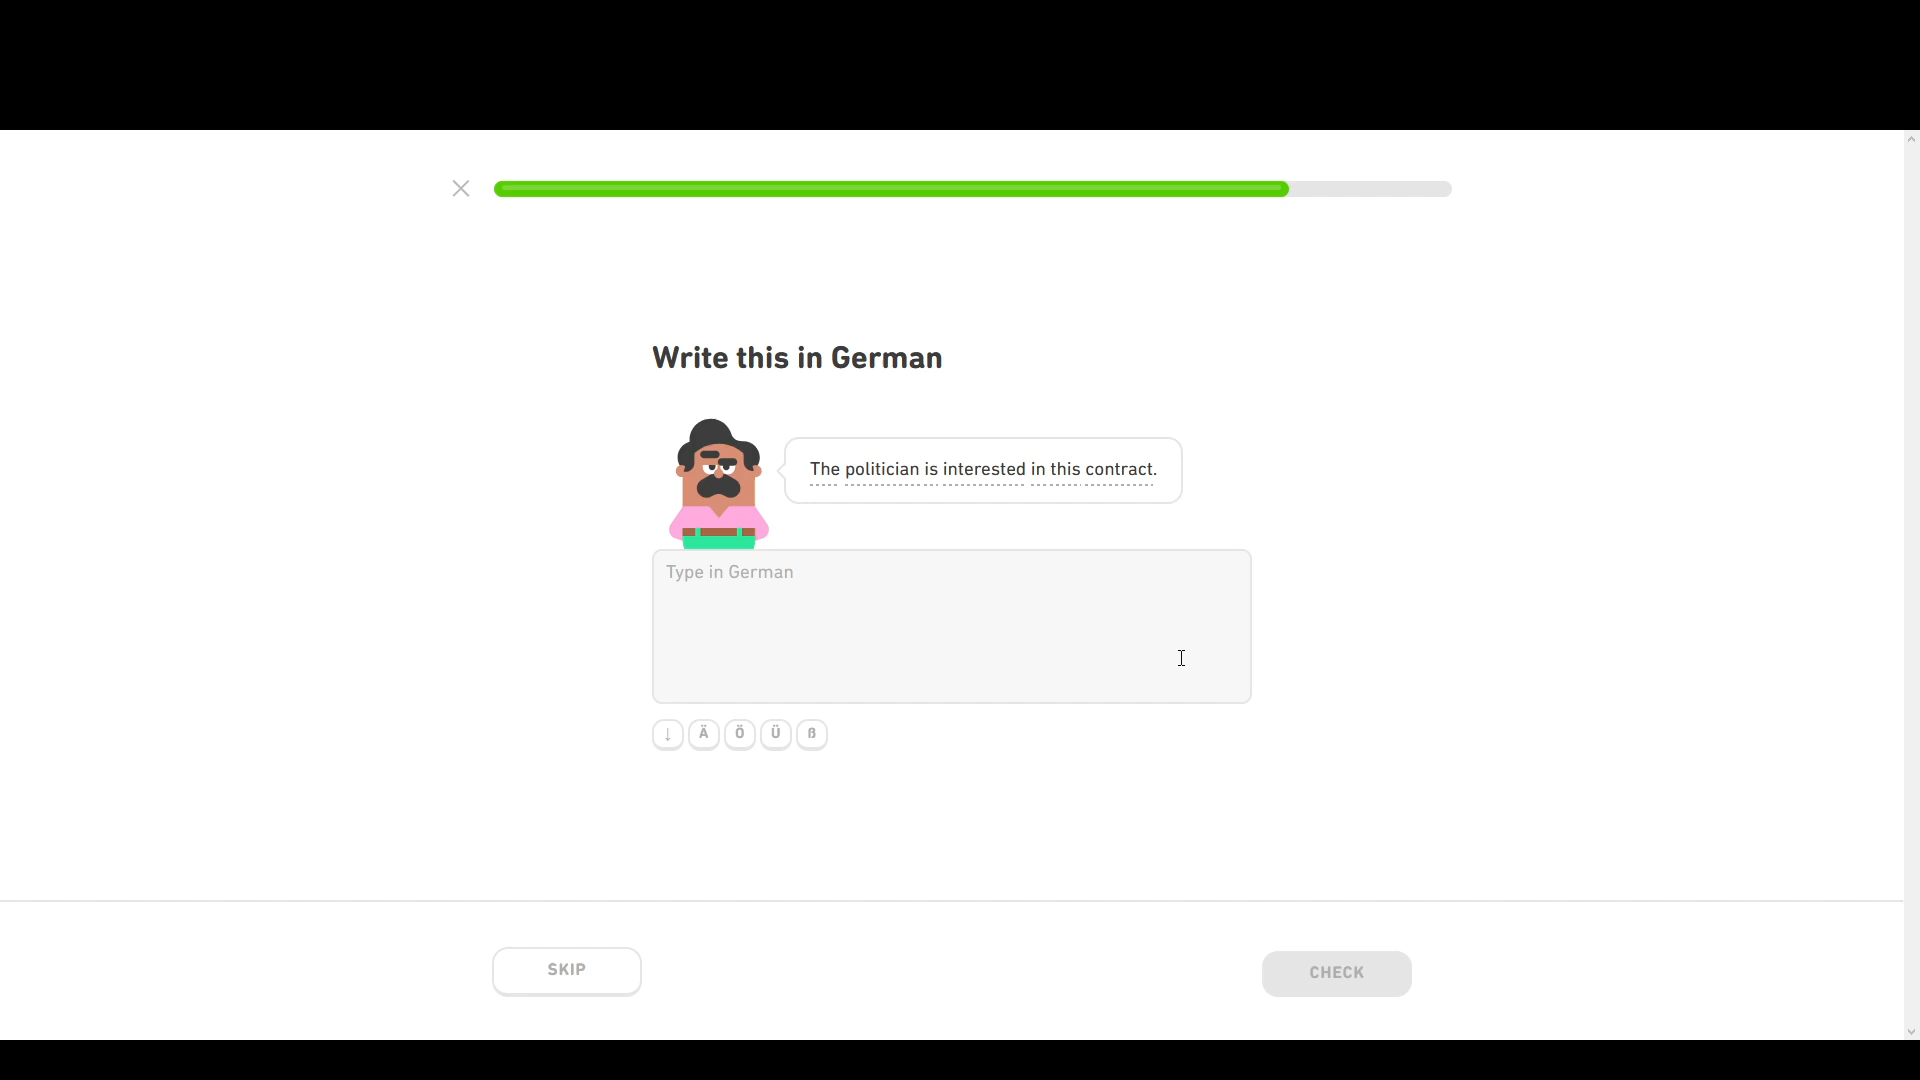 Write this in German
The politician is interested in this contract.
Type in German
↓ Ä Ö Ü ß
SKIP
CHECK